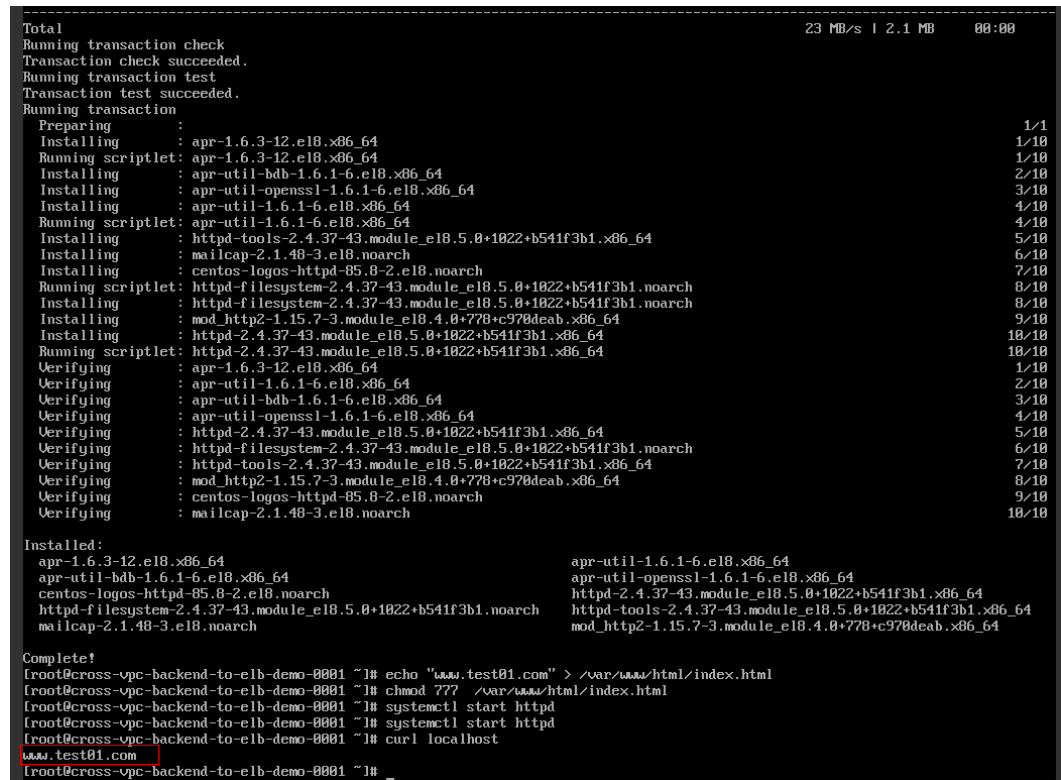 Total 23 MB/s | 2.1 MB 00:00
Running transaction check
Transaction check succeeded.
Running transaction test
Transaction test succeeded.
Running transaction
Preparing : 1/1
Installing : apr-1.6.3-12.el8.x86_64 1/10
Running scriptlet: apr-1.6.3-12.el8.x86_64 1/10
Installing : apr-util-bdb-1.6.1-6.el8.x86_64 2/10
Installing : apr-util-openssl-1.6.1-6.el8.x86_64 3/10
Installing : apr-util-1.6.1-6.el8.x86_64 4/10
Running scriptlet: apr-util-1.6.1-6.el8.x86_64 4/10
Installing : httpd-tools-2.4.37-43.module_el8.5.0+1022+b541f3b1.x86_64 5/10
Installing : mailcap-2.1.48-3.el8.noarch 6/10
Installing : centos-logos-httpd-85.8-2.el8.noarch 7/10
Running scriptlet: httpd-filesystem-2.4.37-43.module_el8.5.0+1022+b541f3b1.noarch 8/10
Installing : httpd-filesystem-2.4.37-43.module_el8.5.0+1022+b541f3b1.noarch 8/10
Installing : mod_http2-1.15.7-3.module_el8.4.0+778+c970deab.x86_64 9/10
Installing : httpd-2.4.37-43.module_el8.5.0+1022+b541f3b1.x86_64 10/10
Running scriptlet: httpd-2.4.37-43.module_el8.5.0+1022+b541f3b1.x86_64 10/10
Verifying : apr-1.6.3-12.el8.x86_64 1/10
Verifying : apr-util-1.6.1-6.el8.x86_64 2/10
Verifying : apr-util-bdb-1.6.1-6.el8.x86_64 3/10
Verifying : apr-util-openssl-1.6.1-6.el8.x86_64 4/10
Verifying : httpd-2.4.37-43.module_el8.5.0+1022+b541f3b1.x86_64 5/10
Verifying : httpd-filesystem-2.4.37-43.module_el8.5.0+1022+b541f3b1.noarch 6/10
Verifying : httpd-tools-2.4.37-43.module_el8.5.0+1022+b541f3b1.x86_64 7/10
Verifying : mod_http2-1.15.7-3.module_el8.4.0+778+c970deab.x86_64 8/10
Verifying : centos-logos-httpd-85.8-2.el8.noarch 9/10
Verifying : mailcap-2.1.48-3.el8.noarch 10/10
Installed:
apr-1.6.3-12.el8.x86_64 apr-util-1.6.1-6.el8.x86_64
apr-util-bdb-1.6.1-6.el8.x86_64 apr-util-openssl-1.6.1-6.el8.x86_64
centos-logos-httpd-85.8-2.el8.noarch httpd-2.4.37-43.module_el8.5.0+1022+b541f3b1.x86_64
httpd-filesystem-2.4.37-43.module_el8.5.0+1022+b541f3b1.noarch httpd-tools-2.4.37-43.module_el8.5.0+1022+b541f3b1.x86_64
mailcap-2.1.48-3.el8.noarch mod_http2-1.15.7-3.module_el8.4.0+778+c970deab.x86_64
Complete!
[root@cross-vpc-backend-to-elb-demo-0001 ~]# echo "www.test01.com" > /var/www/html/index.html
[root@cross-vpc-backend-to-elb-demo-0001 ~]# chmod 777 /var/www/html/index.html
[root@cross-vpc-backend-to-elb-demo-0001 ~]# systemctl start httpd
[root@cross-vpc-backend-to-elb-demo-0001 ~]# systemctl start httpd
[root@cross-vpc-backend-to-elb-demo-0001 ~]# curl localhost
www.test01.com
[root@cross-vpc-backend-to-elb-demo-0001 ~]#